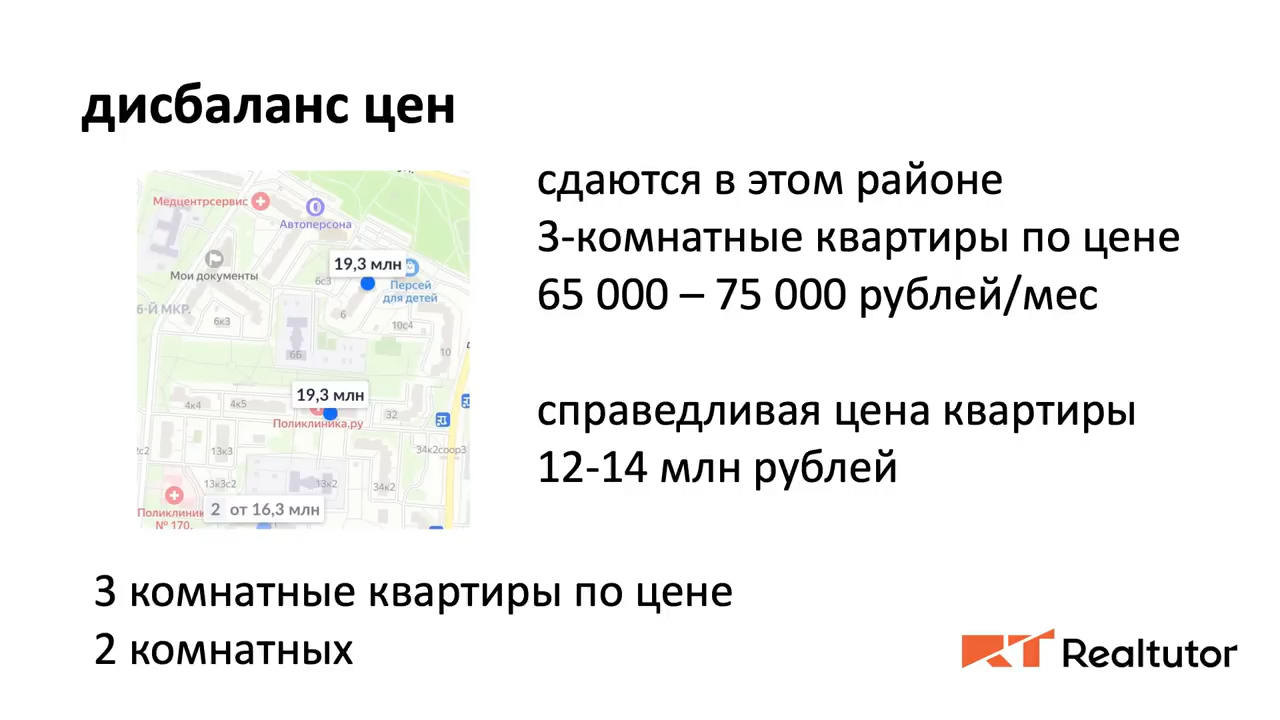 дисбаланс цен
сдаются в этом районе
3-комнатные квартиры по цене
65 000 – 75 000 рублей/мес
справедливая цена квартиры
12-14 млн рублей
Медцентрсервис
Автоперсона
Мои документы
19,3 млн
6с3
Персей
для детей
6-Й МКР.
6к3
6
10с4
6Б
10
19,3 млн
4к4
4к5
32
Поликлиника.ру
13к3
34к2соор3
13к3с2
13к2
34к2
Поликлиник
№ 170,
2 от 16,3 млн
3 комнатные квартиры по цене
2 комнатных
RT Realtutor